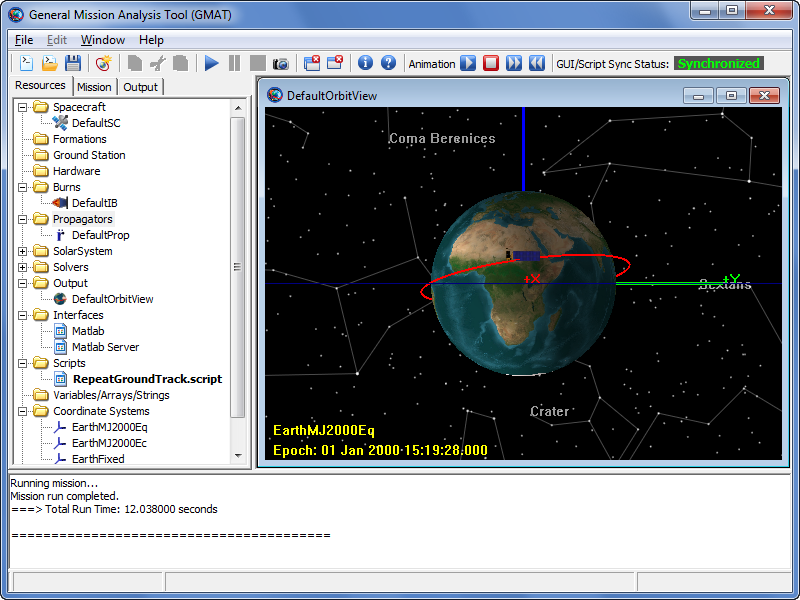 General Mission Analysis Tool (GMAT)
File Edit Window Help
Animation
GUI/Script Sync Status: Synchronized
Resources Mission Output
Spacecraft
DefaultSC
Formations
Ground Station
Hardware
Burns
DefaultIB
Propagators
DefaultProp
SolarSystem
Solvers
Output
DefaultOrbitView
Interfaces
Matlab
Matlab Server
Scripts
RepeatGroundTrack.script
Variables/Arrays/Strings
Coordinate Systems
EarthMJ2000Eq
EarthMJ2000Ec
EarthFixed
DefaultOrbitView
Coma Berenices
+X
+Y
Sextans
Crater
EarthMJ2000Eq
Epoch: 01 Jan 2000 15:19:28.000
Running mission...
Mission run completed.
===> Total Run Time: 12.038000 seconds
========================================